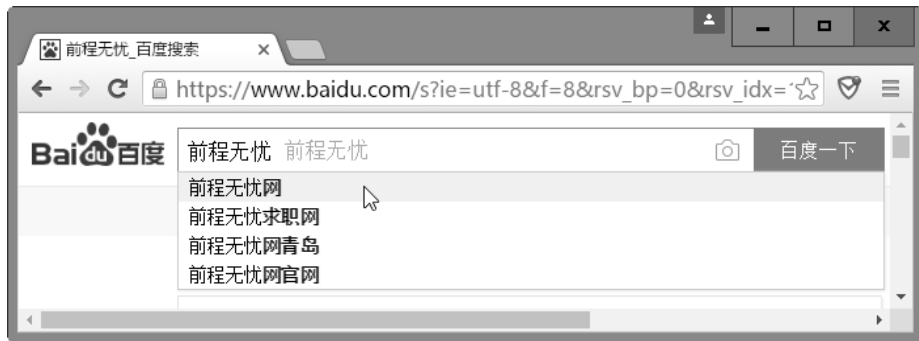 前程无忧_百度搜索
https://www.baidu.com/s?ie=utf-8&f=8&rsv_bp=0&rsv_idx=
Bai du 百度
前程无忧 前程无忧
百度一下
前程无忧网
前程无忧求职网
前程无忧网青岛
前程无忧网官网